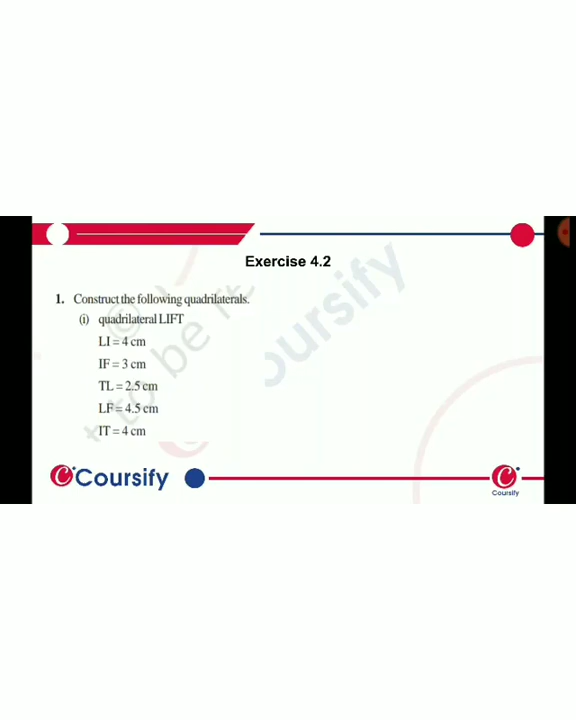 Exercise 4.2
1. Construct the following quadrilaterals.
(i) quadrilateral LIFT
LI = 4 cm
IF = 3 cm
TL = 2.5 cm
LF = 4.5 cm
IT = 4 cm
Coursify
Coursify